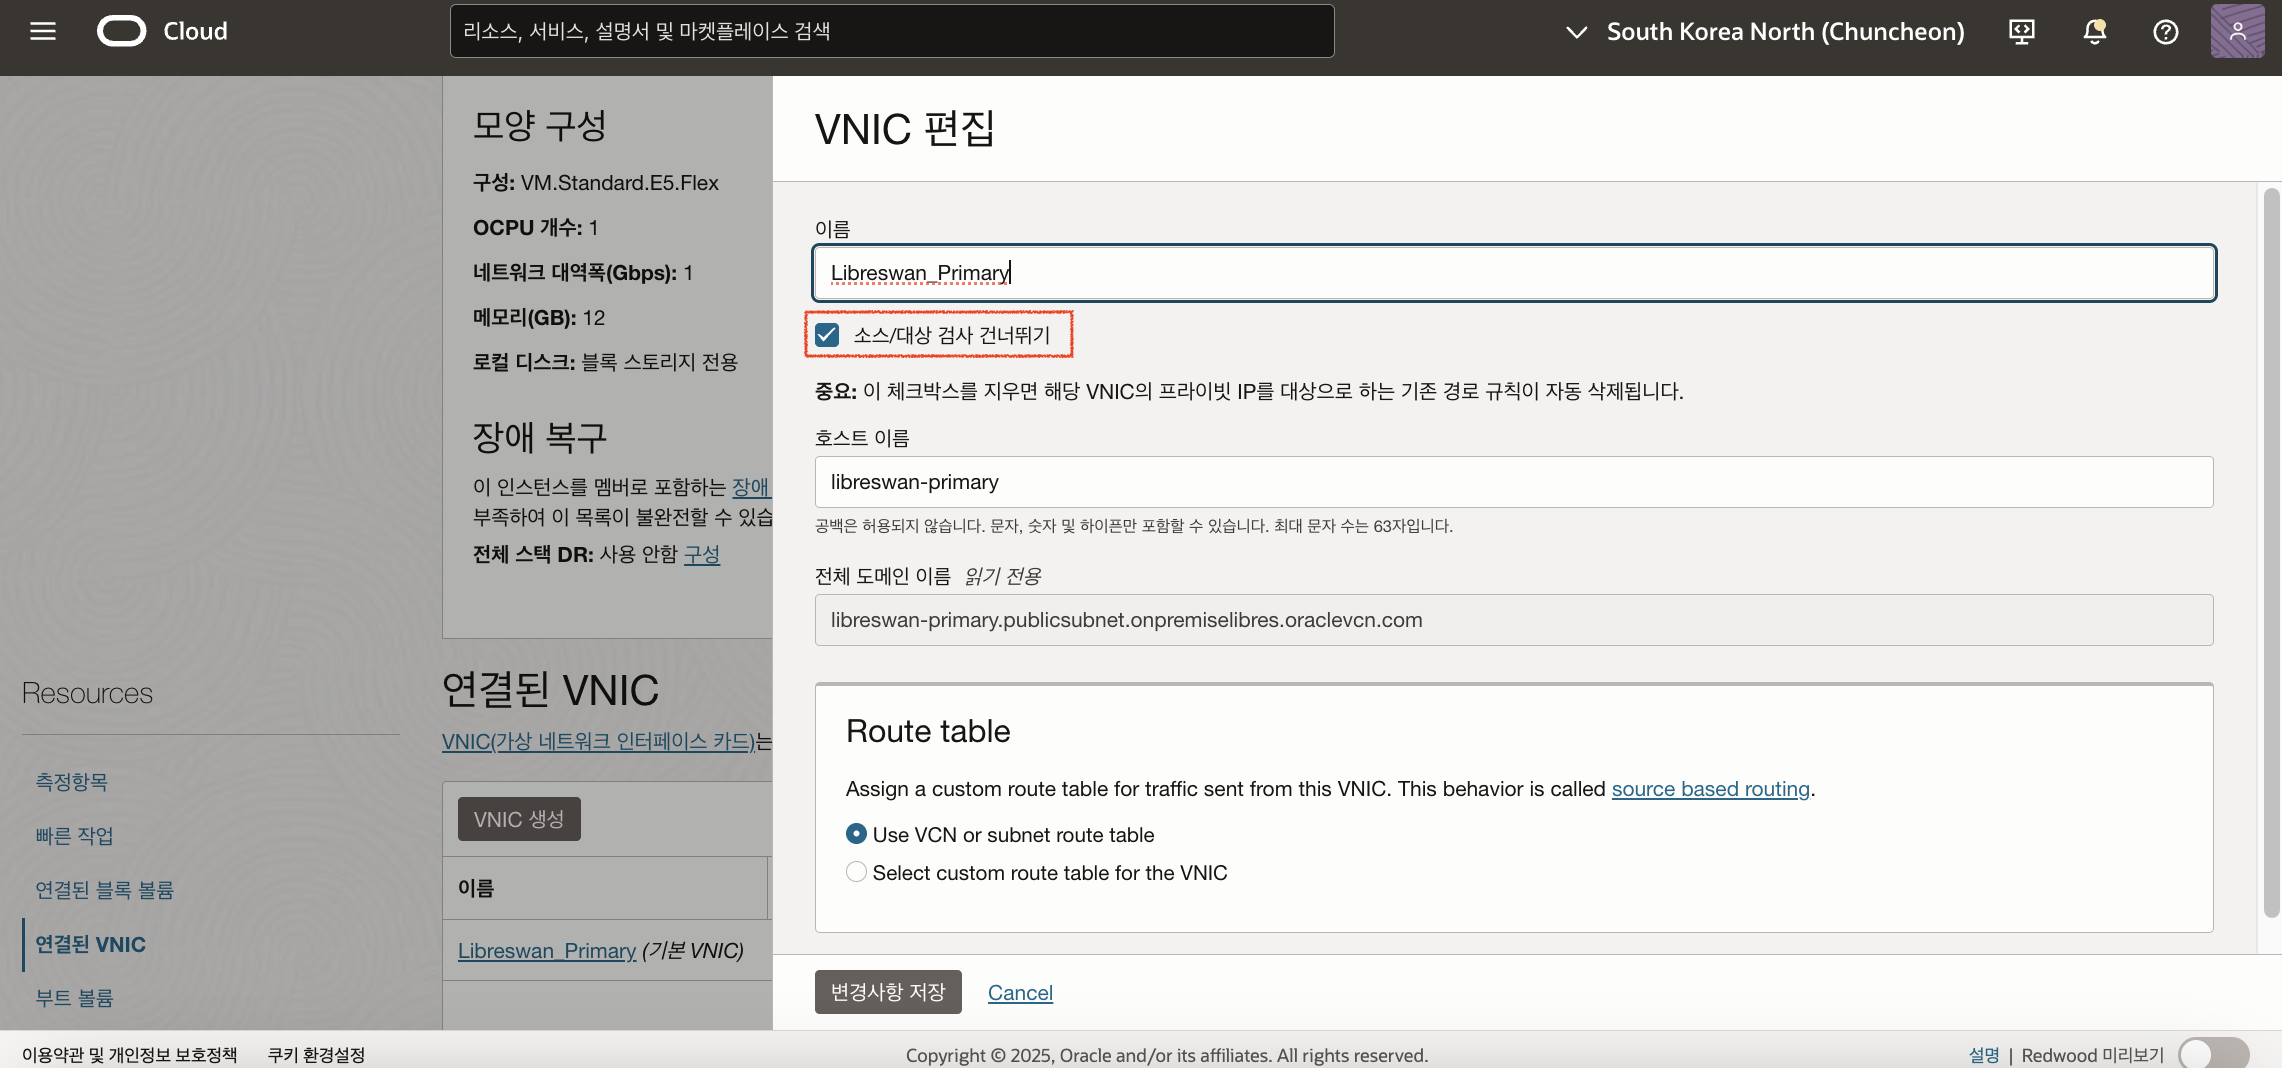 Cloud
리소스, 서비스, 설명서 및 마켓플레이스 검색
South Korea North (Chuncheon)
모양 구성
구성: VM.Standard.E5.Flex
OCPU 개수: 1
네트워크 대역폭(Gbps): 1
메모리(GB): 12
로컬 디스크: 블록 스토리지 전용
장애 복구
이 인스턴스를 멤버로 포함하는 장애
부족하여 이 목록이 불완전할 수 있습
전체 스택 DR: 사용 안함 구성
Resources
측정항목
빠른 작업
연결된 블록 볼륨
연결된 VNIC
부트 볼륨
연결된 VNIC
VNIC(가상 네트워크 인터페이스 카드)는
VNIC 생성
이름
Libreswan_Primary (기본 VNIC)
VNIC 편집
이름
Libreswan_Primary
소스/대상 검사 건너뛰기
중요: 이 체크박스를 지우면 해당 VNIC의 프라이빗 IP를 대상으로 하는 기존 경로 규칙이 자동 삭제됩니다.
호스트 이름
libreswan-primary
공백은 허용되지 않습니다. 문자, 숫자 및 하이픈만 포함할 수 있습니다. 최대 문자 수는 63자입니다.
전체 도메인 이름 읽기 전용
libreswan-primary.publicsubnet.onpremiselibres.oraclevcn.com
Route table
Assign a custom route table for traffic sent from this VNIC. This behavior is called source based routing.
Use VCN or subnet route table
Select custom route table for the VNIC
변경사항 저장 Cancel
이용약관 및 개인정보 보호정책 쿠키 환경설정
Copyright © 2025, Oracle and/or its affiliates. All rights reserved.
설명 | Redwood 미리보기